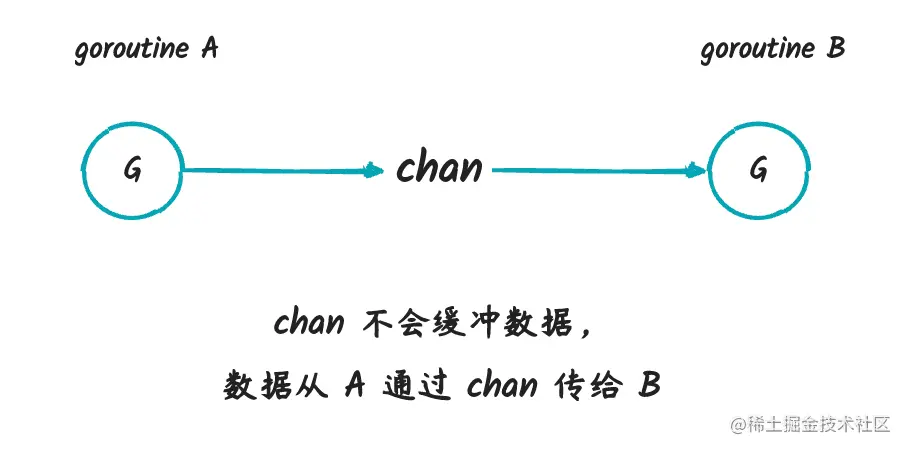 goroutine A
goroutine B
G
chan
G
chan 不会缓冲数据，
数据从 A 通过 chan 传给 B
@稀土掘金技术社区